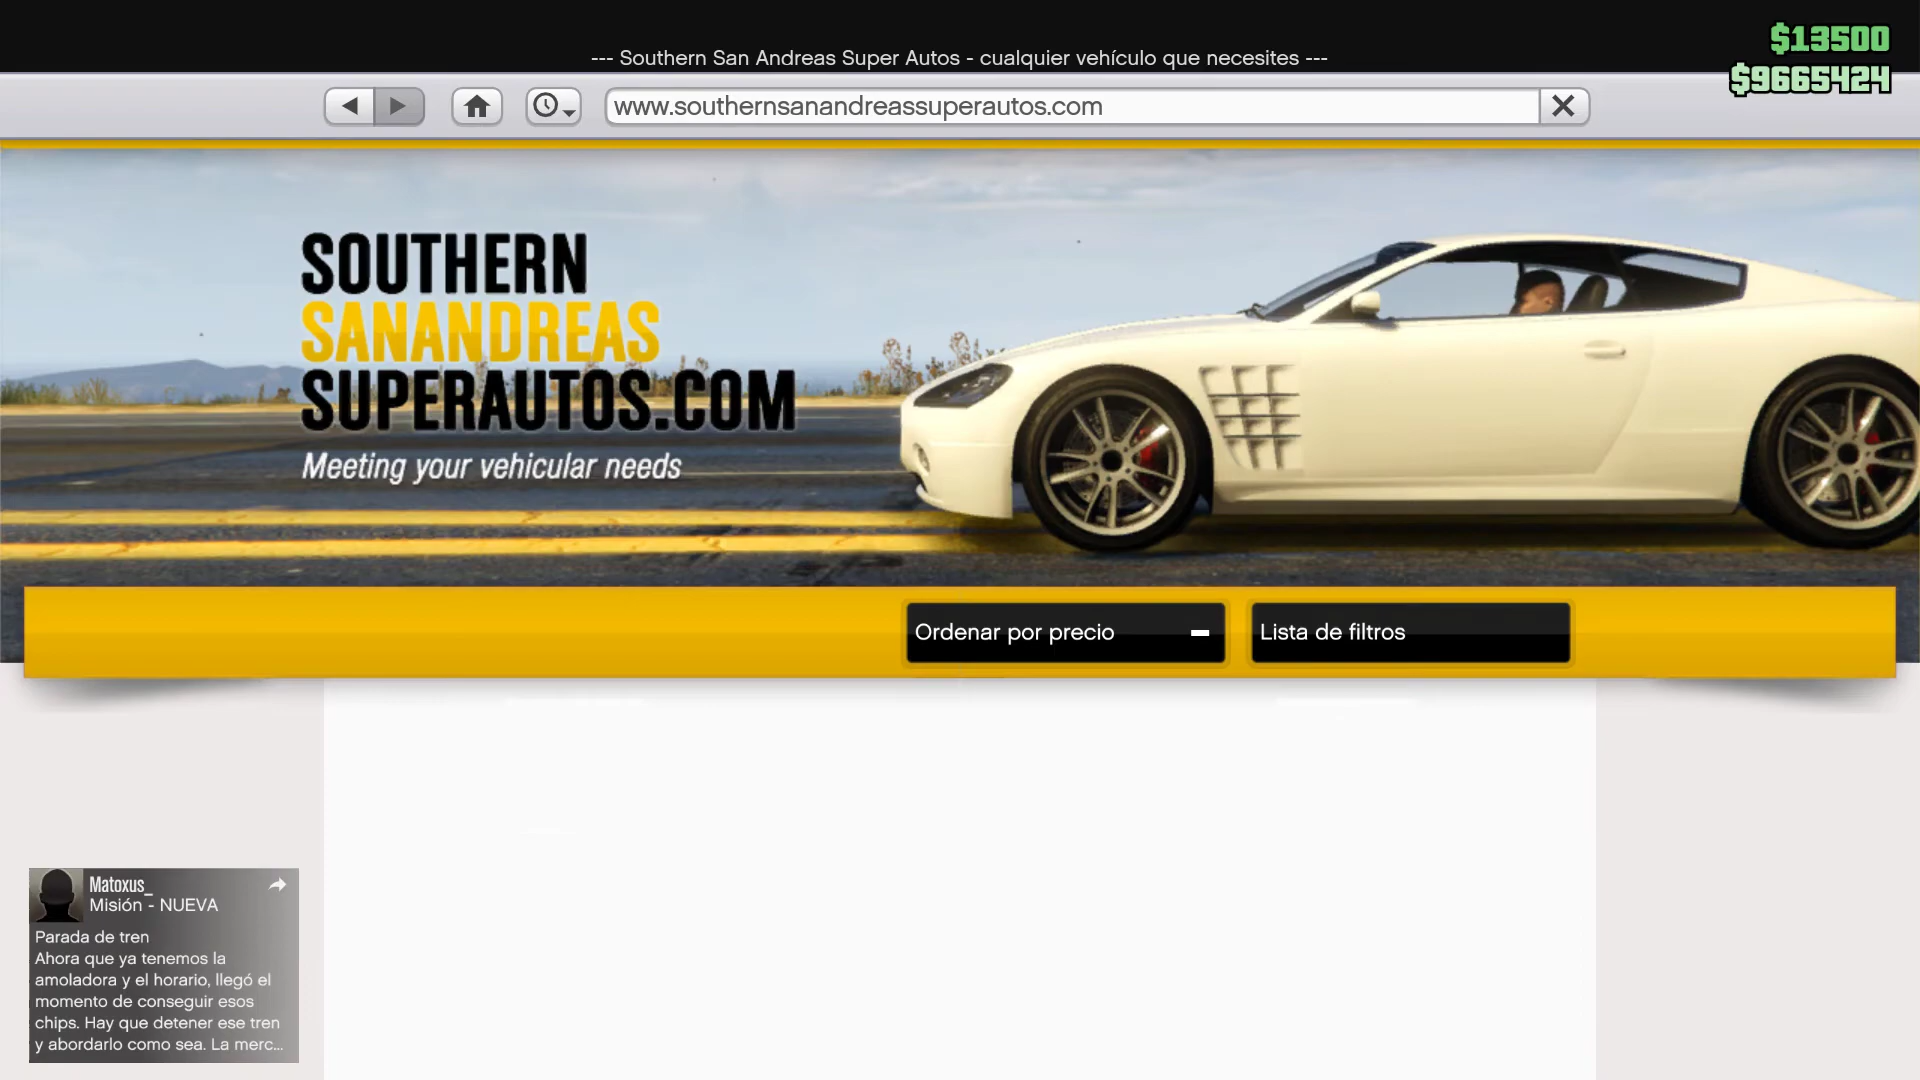 $13500
--- Southern San Andreas Super Autos - cualquier vehículo que necesites ---
$9665424
www.southernsanandreassuperautos.com
SOUTHERN
SANANDREAS
SUPERAUTOS.COM
Meeting your vehicular needs
Ordenar por precio
Lista de filtros
Matoxus_
Misión - NUEVA
Parada de tren
Ahora que ya tenemos la
amoladora y el horario, llegó el
momento de conseguir esos
chips. Hay que detener ese tren
y abordarlo como sea. La merc...